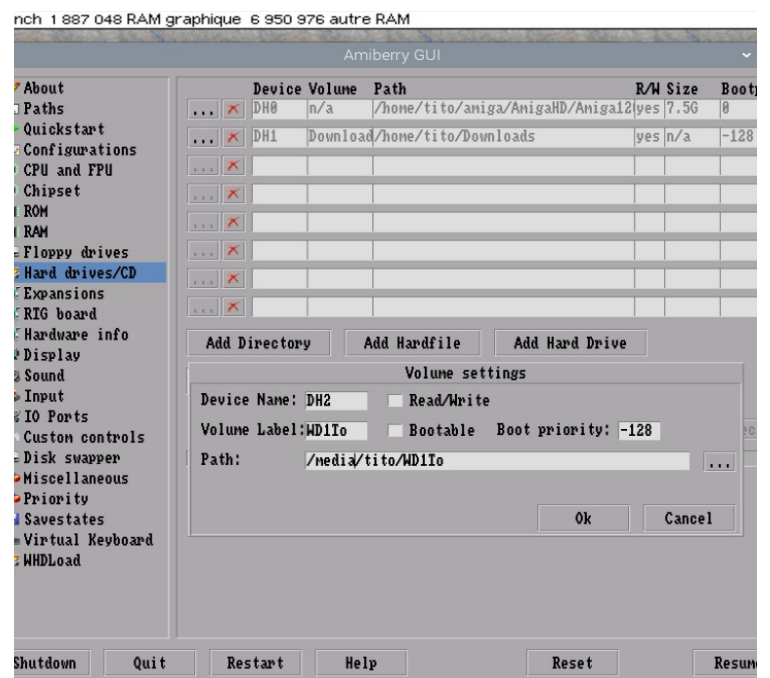 nch 1 887 048 RAM graphique 6 950 976 autre RAM
Amiberry GUI
About
Paths
Quickstart
Configurations
CPU and FPU
Chipset
ROM
RAM
Floppy drives
Hard drives/CD
Expansions
RTG board
Hardware info
Display
Sound
Input
IO Ports
Custom controls
Disk swapper
Miscellaneous
Priority
Savestates
Virtual Keyboard
WHDLoad
Device Volume Path R/W Size Bootp
... DH0 n/a /home/tito/amiga/AmigaHD/Amiga12 yes 7.5G 0
... DH1 Download /home/tito/Downloads yes n/a -128
...
...
...
...
...
...
Add Directory Add Hardfile Add Hard Drive
Volume settings
Device Name: DH2 Read/Write
Volume Label: WD1To Bootable Boot priority: -128
Path: /media/tito/WD1To ...
Ok Cancel
Shutdown Quit Restart Help Reset Resum